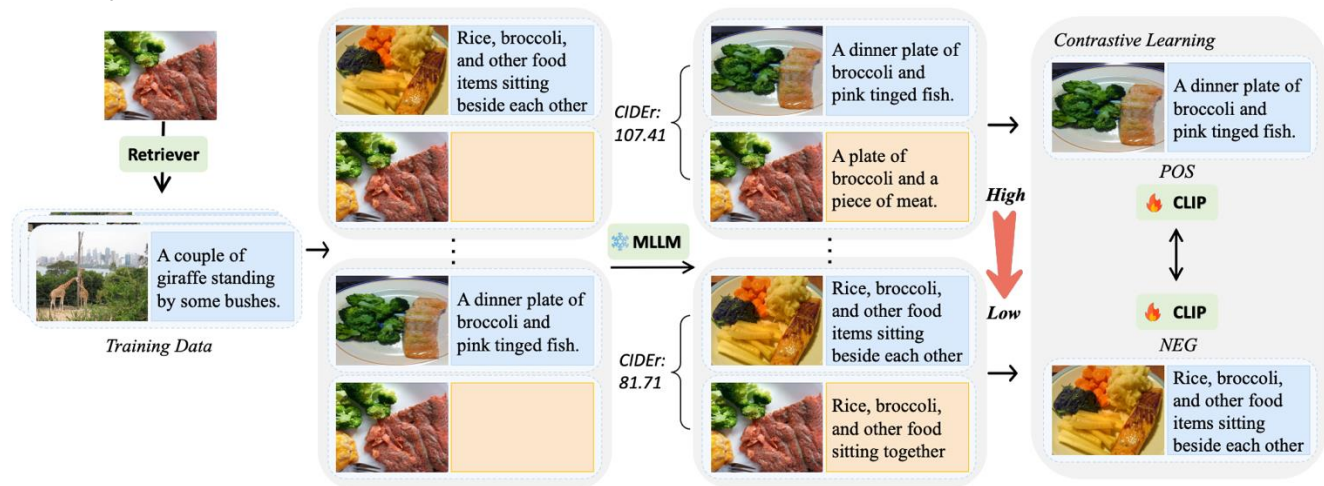 Retriever
A couple of
giraffe standing
by some bushes.
Training Data
Rice, broccoli,
and other food
items sitting
beside each other
A dinner plate of
broccoli and
pink tinged fish.
MLLM
CIDEr:
107.41
A dinner plate of
broccoli and
pink tinged fish.
A plate of
broccoli and a
piece of meat.
CIDEr:
81.71
Rice, broccoli,
and other food
items sitting
beside each other
Rice, broccoli,
and other food
sitting together
High
Low
Contrastive Learning
A dinner plate of
broccoli and
pink tinged fish.
POS
CLIP
CLIP
NEG
Rice, broccoli,
and other food
items sitting
beside each other